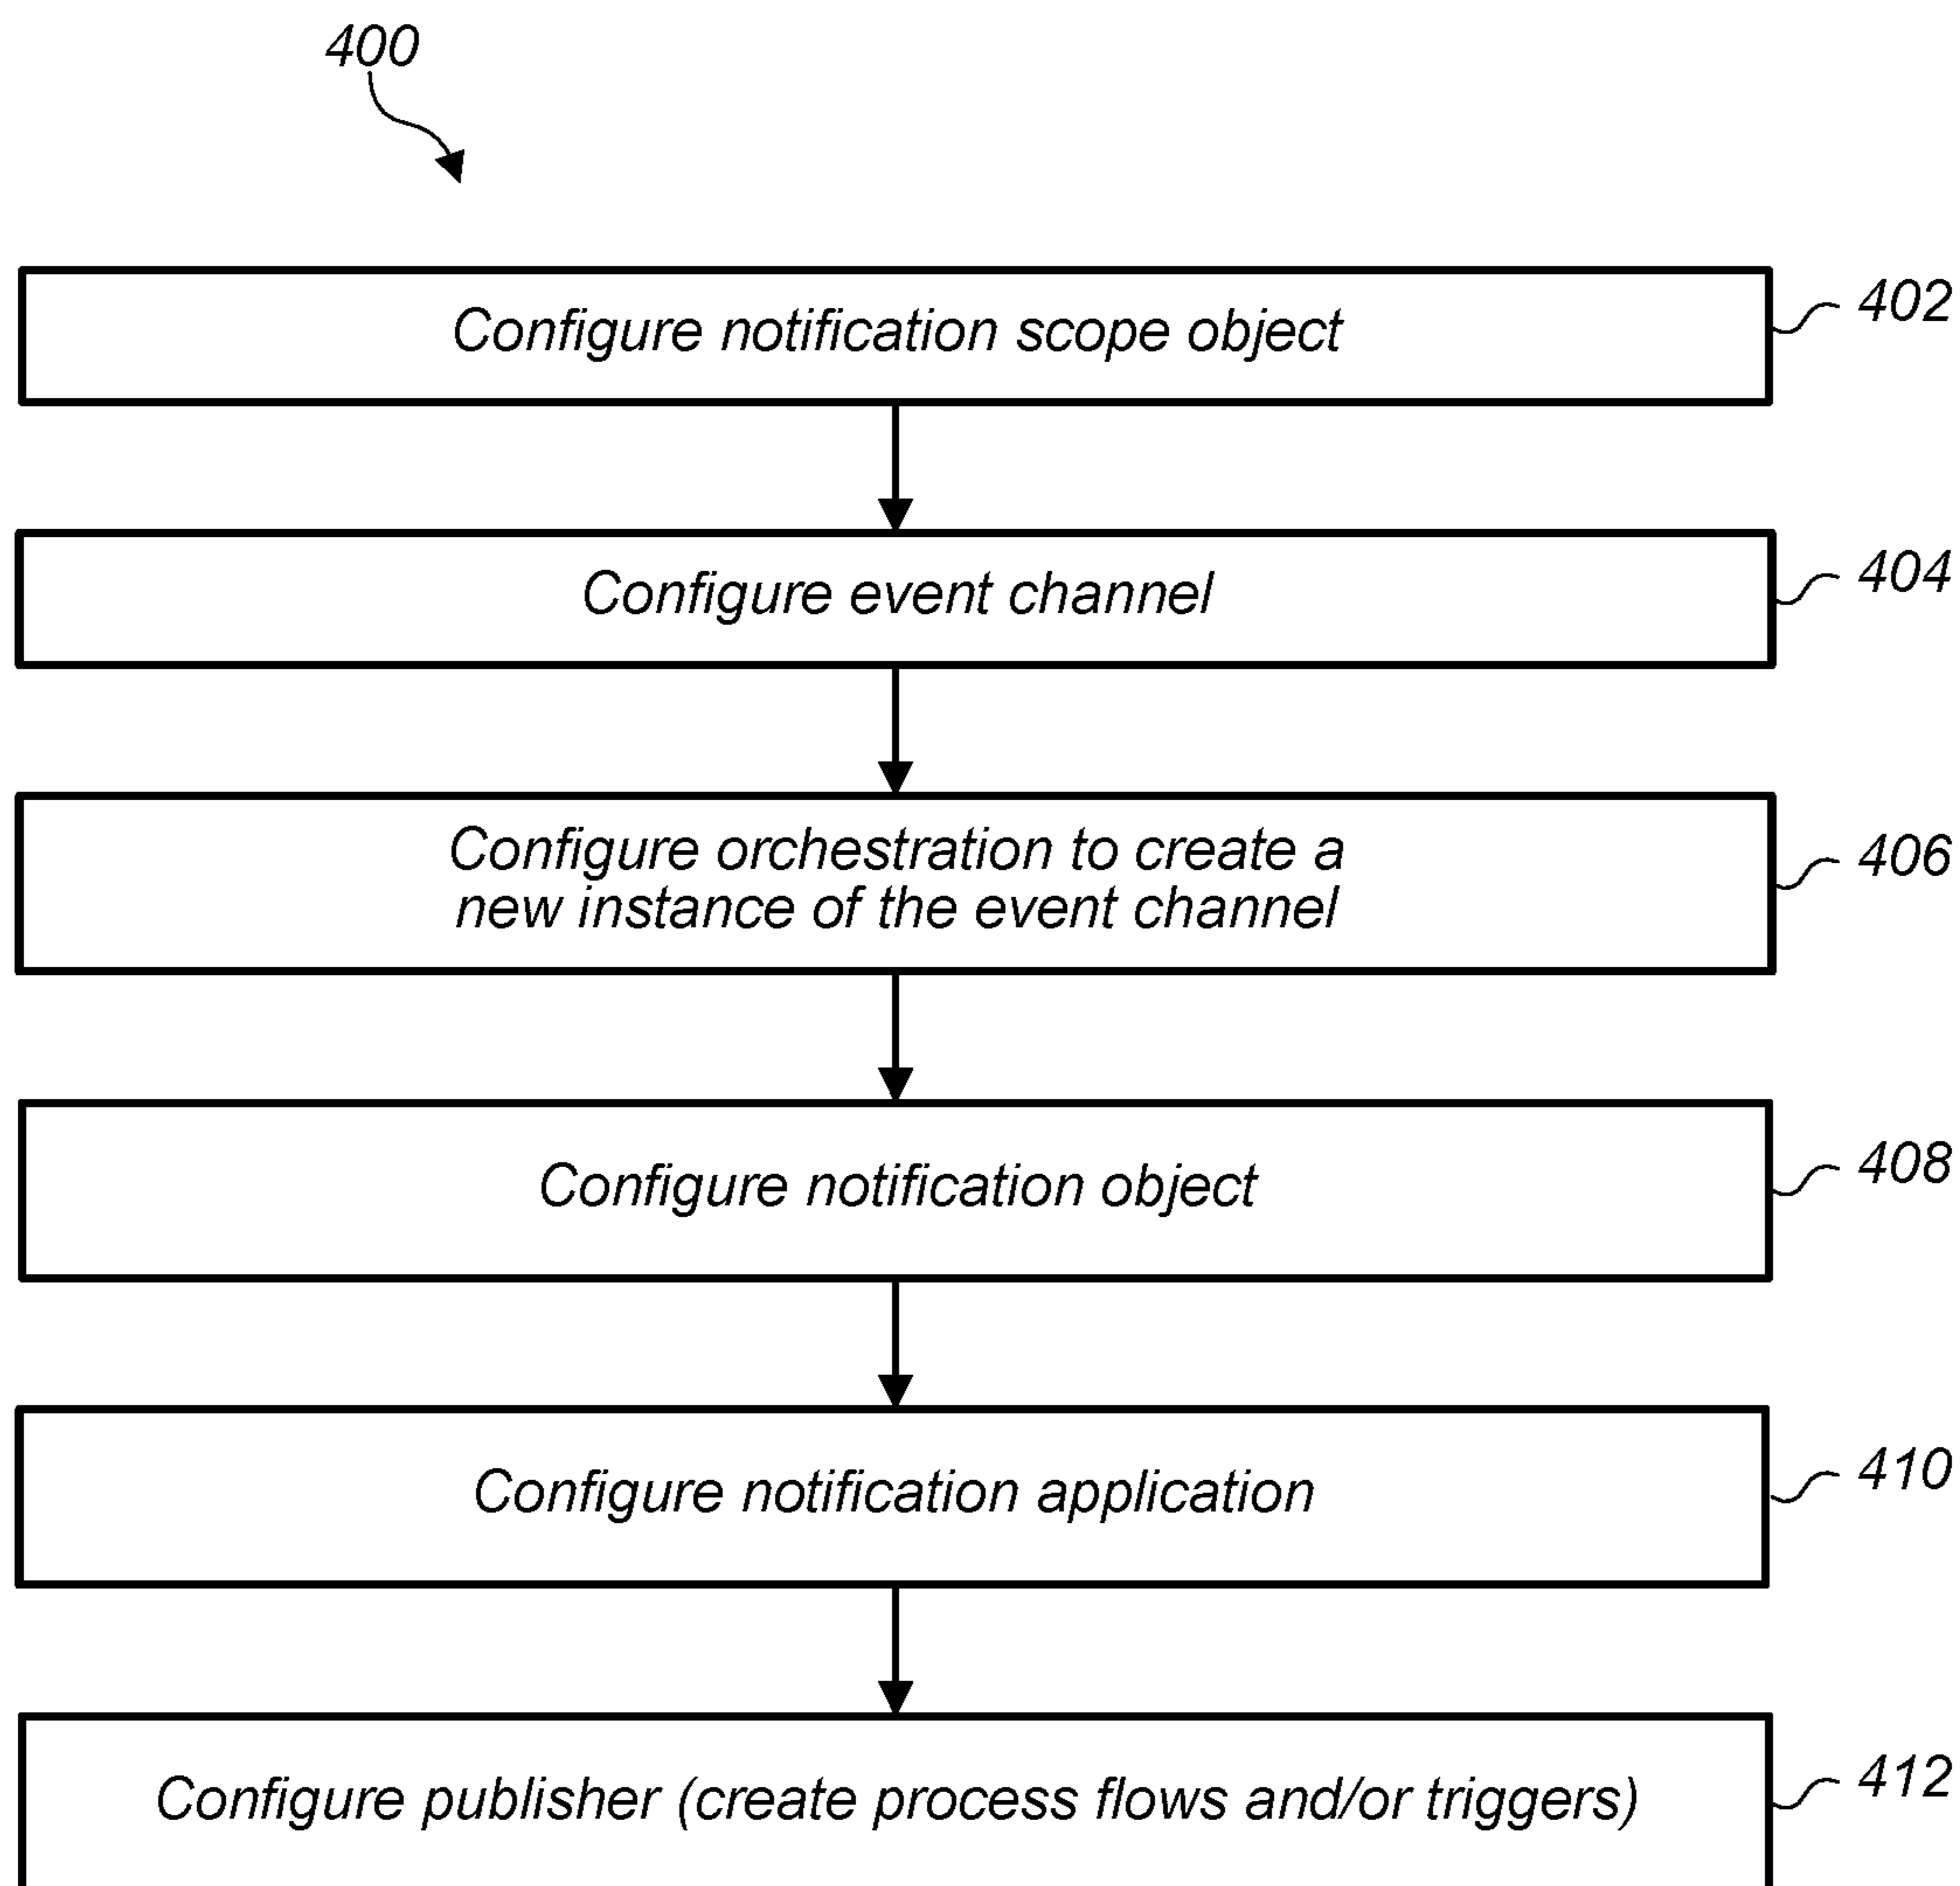 400
Configure notification scope object
402
Configure event channel
404
Configure orchestration to create a
new instance of the event channel
406
Configure notification object
408
Configure notification application
410
Configure publisher (create process flows and/or triggers)
412